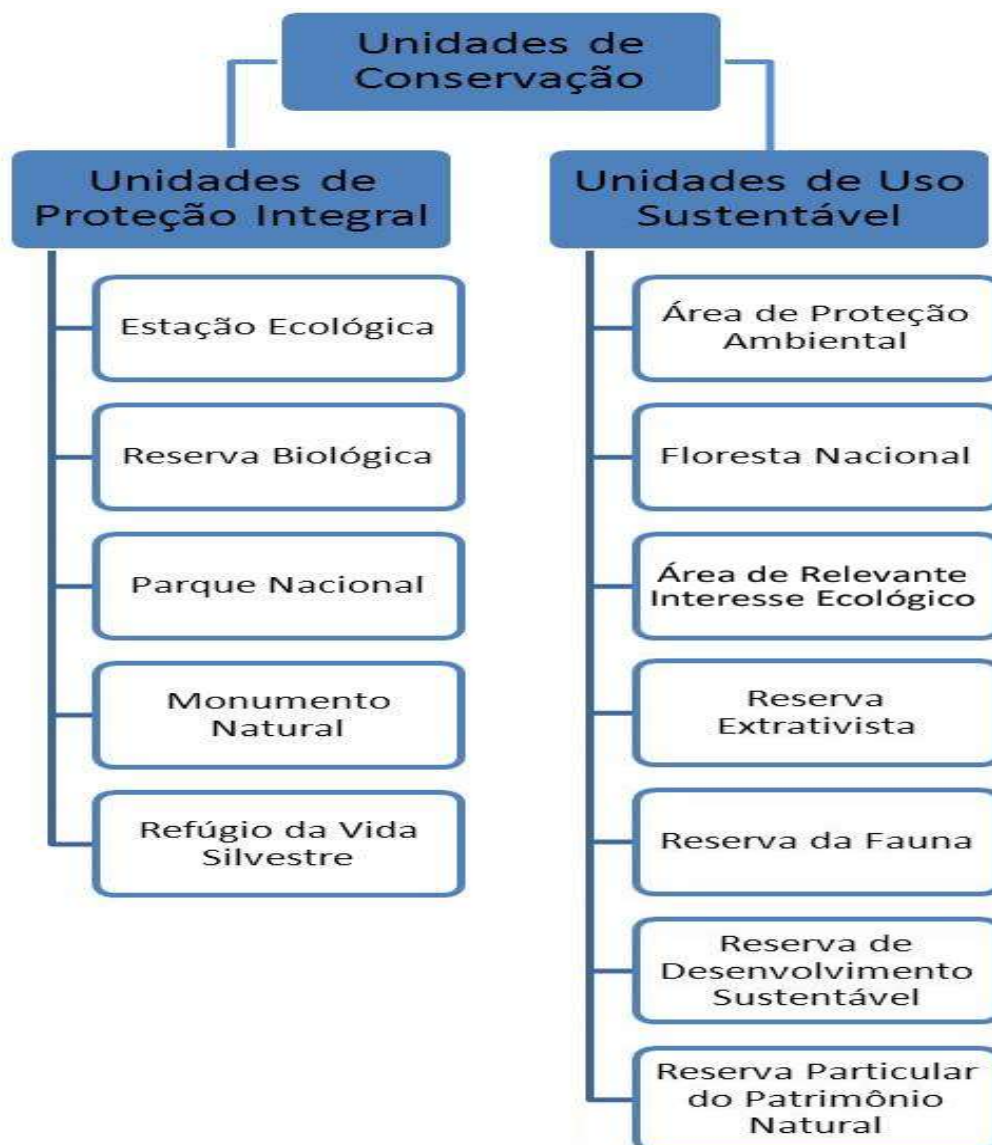 Unidades de
Conservação
Unidades de
Proteção Integral
Estação Ecológica
Reserva Biológica
Parque Nacional
Monumento
Natural
Refúgio da Vida
Silvestre
Unidades de Uso
Sustentável
Área de Proteção
Ambiental
Floresta Nacional
Área de Relevante
Interesse Ecológico
Reserva
Extrativista
Reserva da Fauna
Reserva de
Desenvolvimento
Sustentável
Reserva Particular
do Patrimônio
Natural